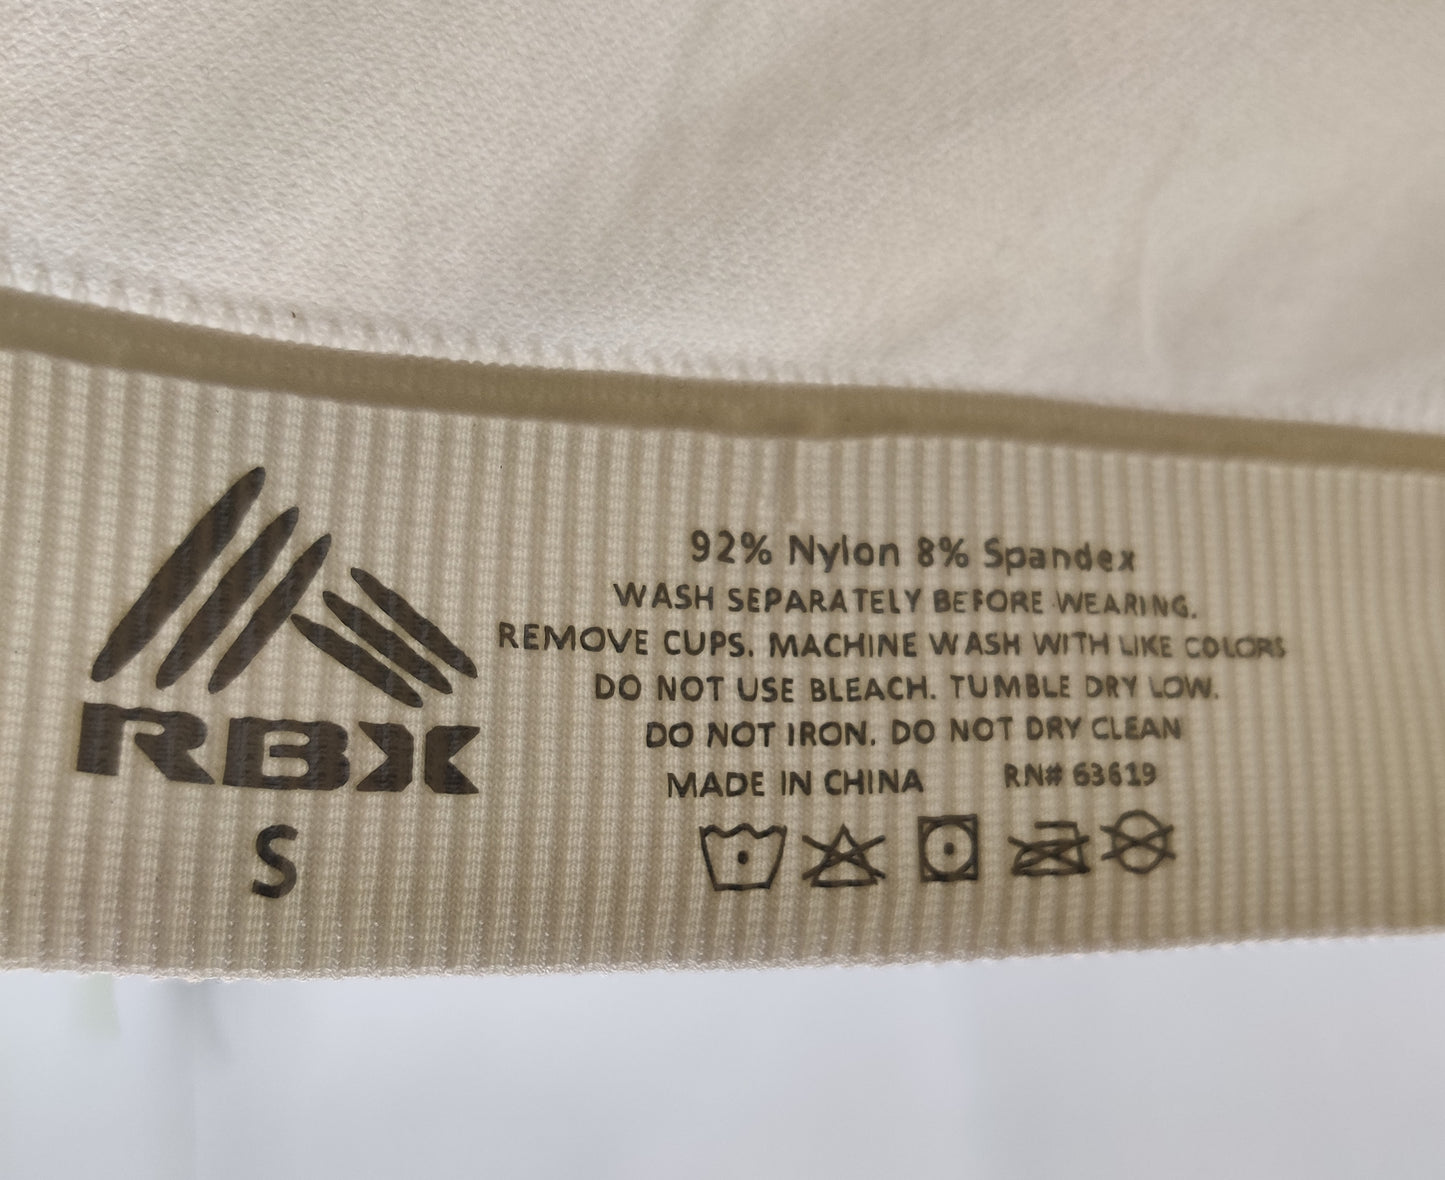 RBX
S
92% Nylon 8% Spandex
WASH SEPARATELY BEFORE WEARING.
REMOVE CUPS. MACHINE WASH WITH LIKE COLORS
DO NOT USE BLEACH. TUMBLE DRY LOW.
DO NOT IRON. DO NOT DRY CLEAN
MADE IN CHINA RN# 63619